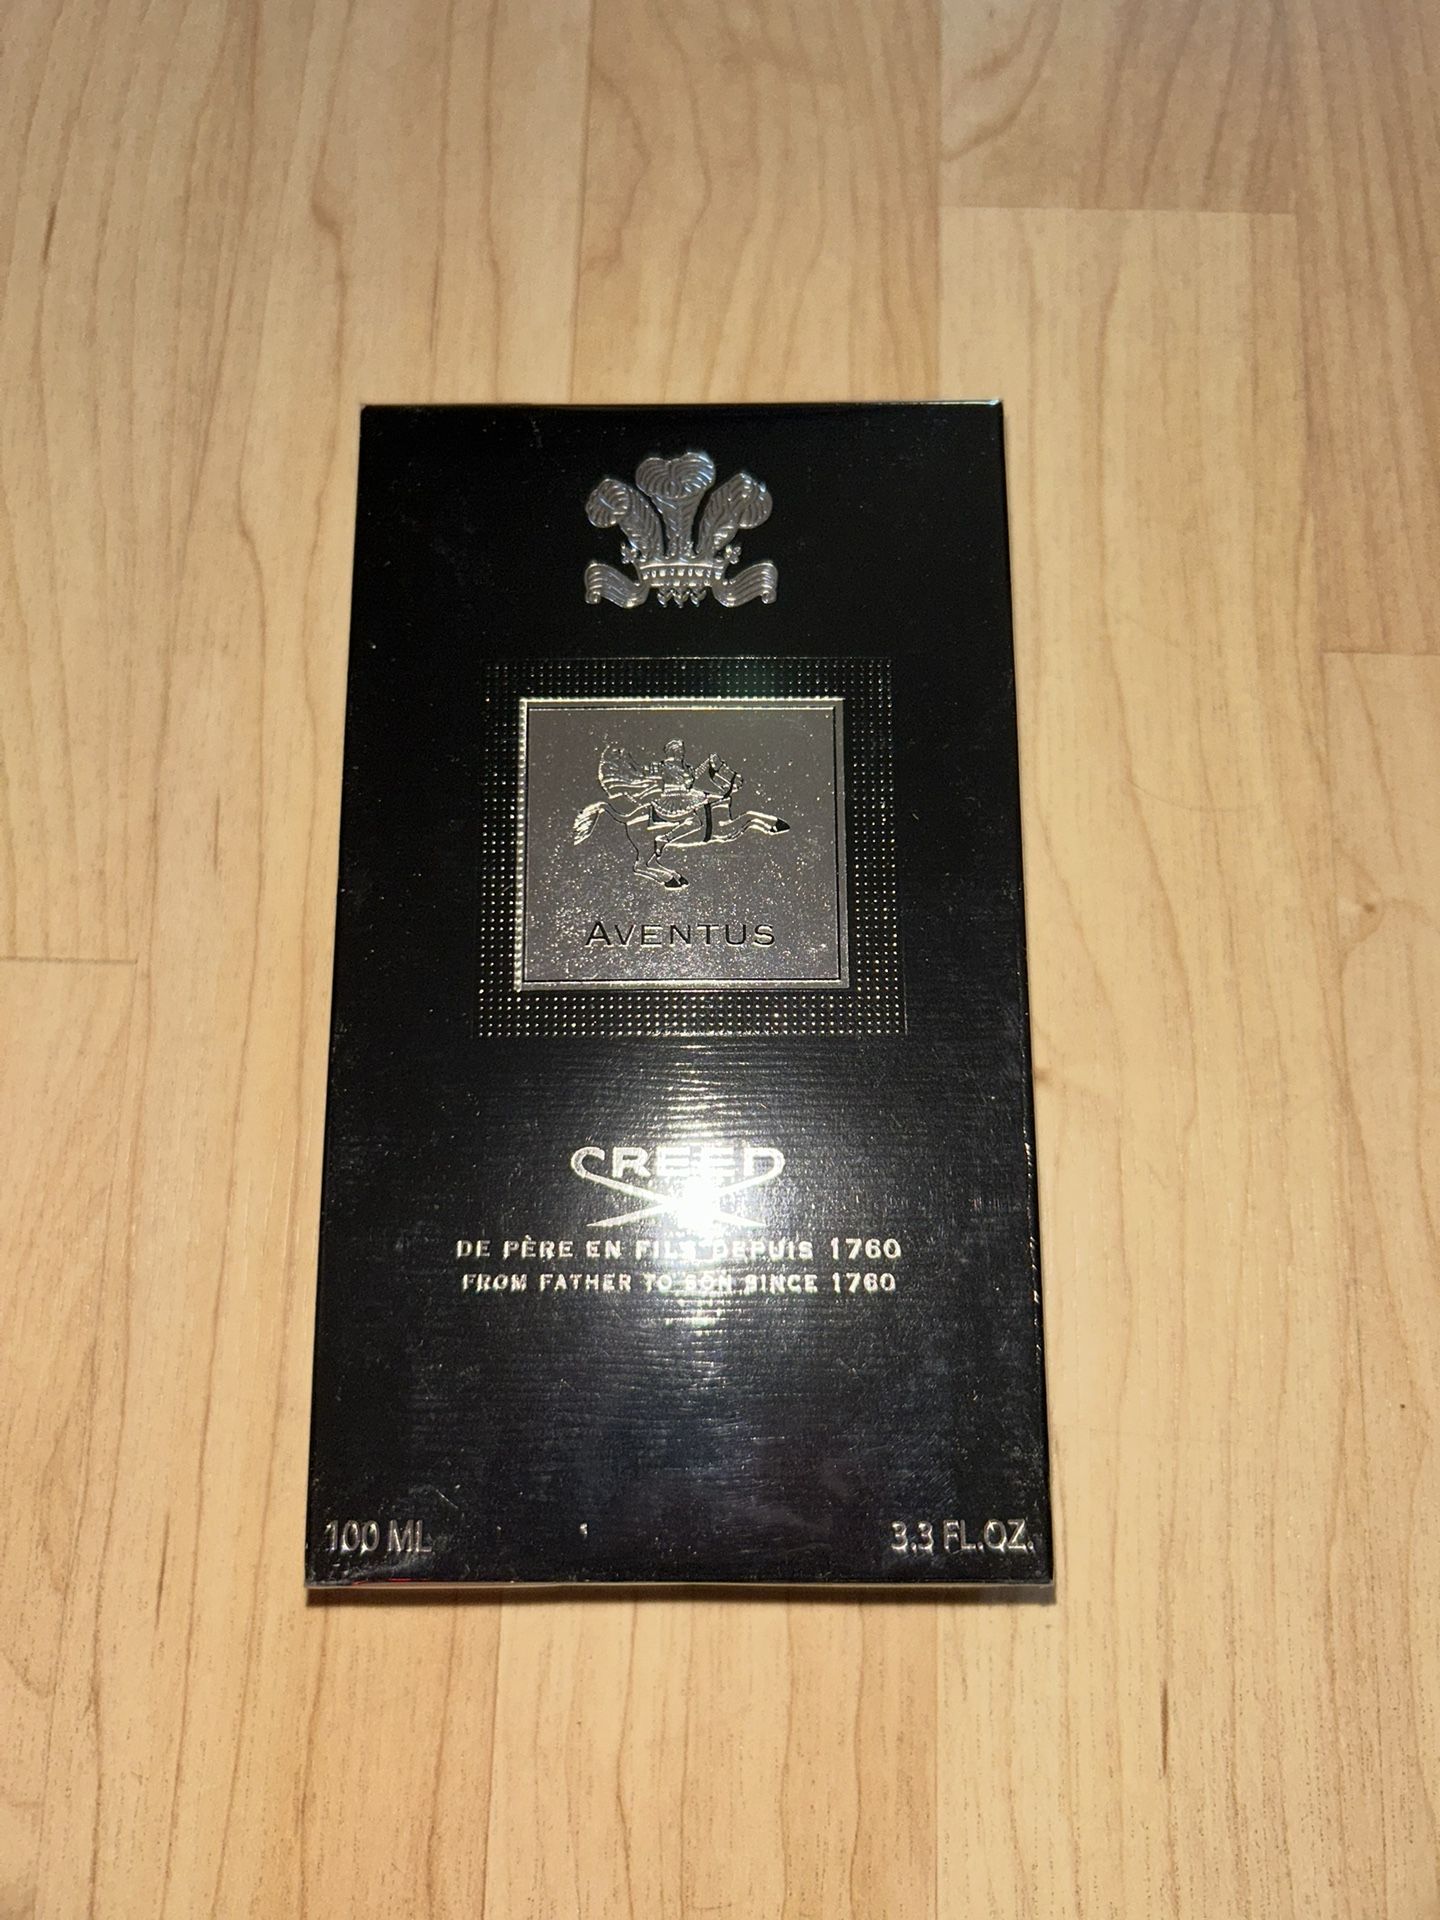 AVENTUS
CREED
DE PÈRE EN FILS DEPUIS 1760
FROM FATHER TO SON SINCE 1760
100 ML
3.3 FL.OZ.